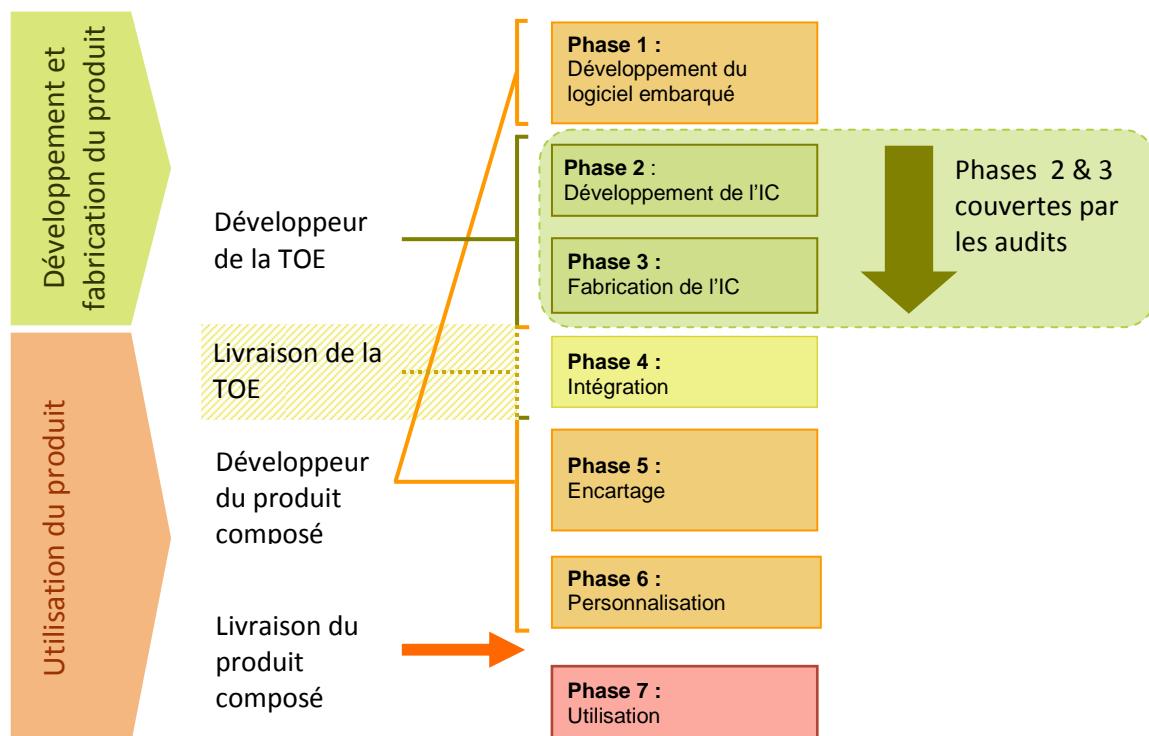 Développement et
fabrication du produit
Utilisation du produit
Développeur
de la TOE
Livraison de la
TOE
Développeur
du produit
composé
Livraison du
produit
composé
Phase 1 :
Développement du
logiciel embarqué
Phase 2 :
Développement de l'IC
Phase 3 :
Fabrication de l'IC
Phases 2 & 3
couvertes par
les audits
Phase 4 :
Intégration
Phase 5 :
Encartage
Phase 6 :
Personnalisation
Phase 7 :
Utilisation